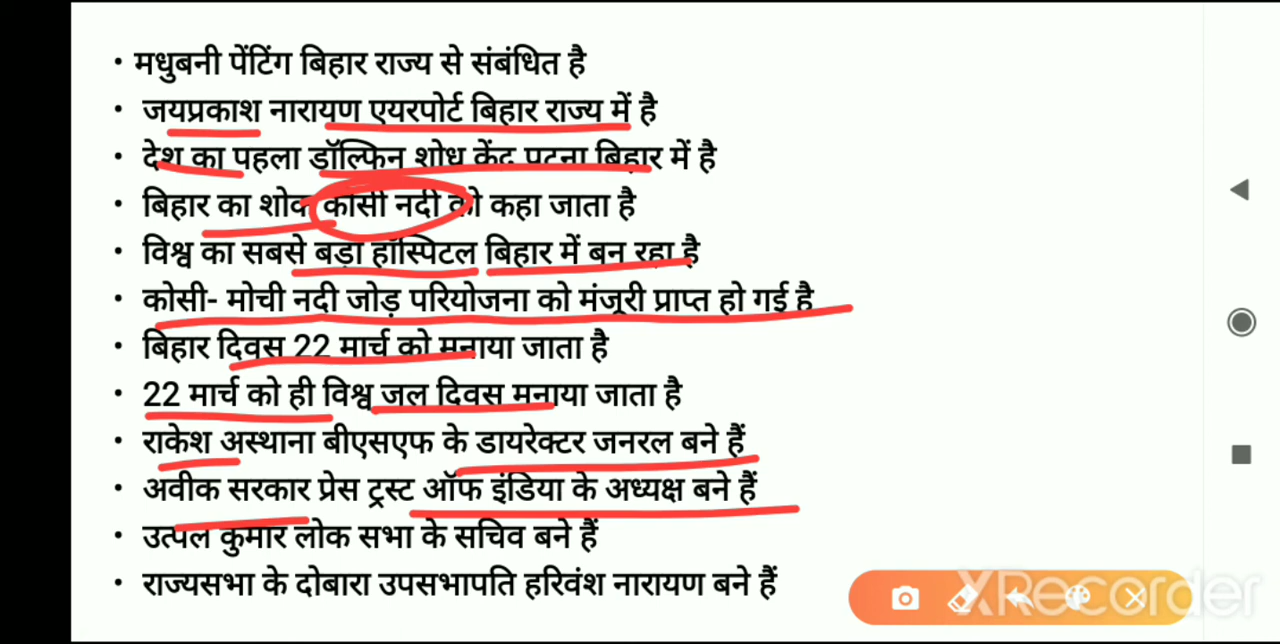 • मधुबनी पेंटिंग बिहार राज्य से संबंधित है
• जयप्रकाश नारायण एयरपोर्ट बिहार राज्य में है
• देश का पहला डॉल्फिन शोध केंद्र पटना बिहार में है
• बिहार का शोक कोसी नदी को कहा जाता है
• विश्व का सबसे बड़ा हॉस्पिटल बिहार में बन रहा है
• कोसी- मोची नदी जोड़ परियोजना को मंजूरी प्राप्त हो गई है
• बिहार दिवस 22 मार्च को मनाया जाता है
• 22 मार्च को ही विश्व जल दिवस मनाया जाता है
• राकेश अस्थाना बीएसएफ के डायरेक्टर जनरल बने हैं
• अवीक सरकार प्रेस ट्रस्ट ऑफ इंडिया के अध्यक्ष बने हैं
• उत्पल कुमार लोक सभा के सचिव बने हैं
• राज्यसभा के दोबारा उपसभापति हरिवंश नारायण बने हैं
XRecorder